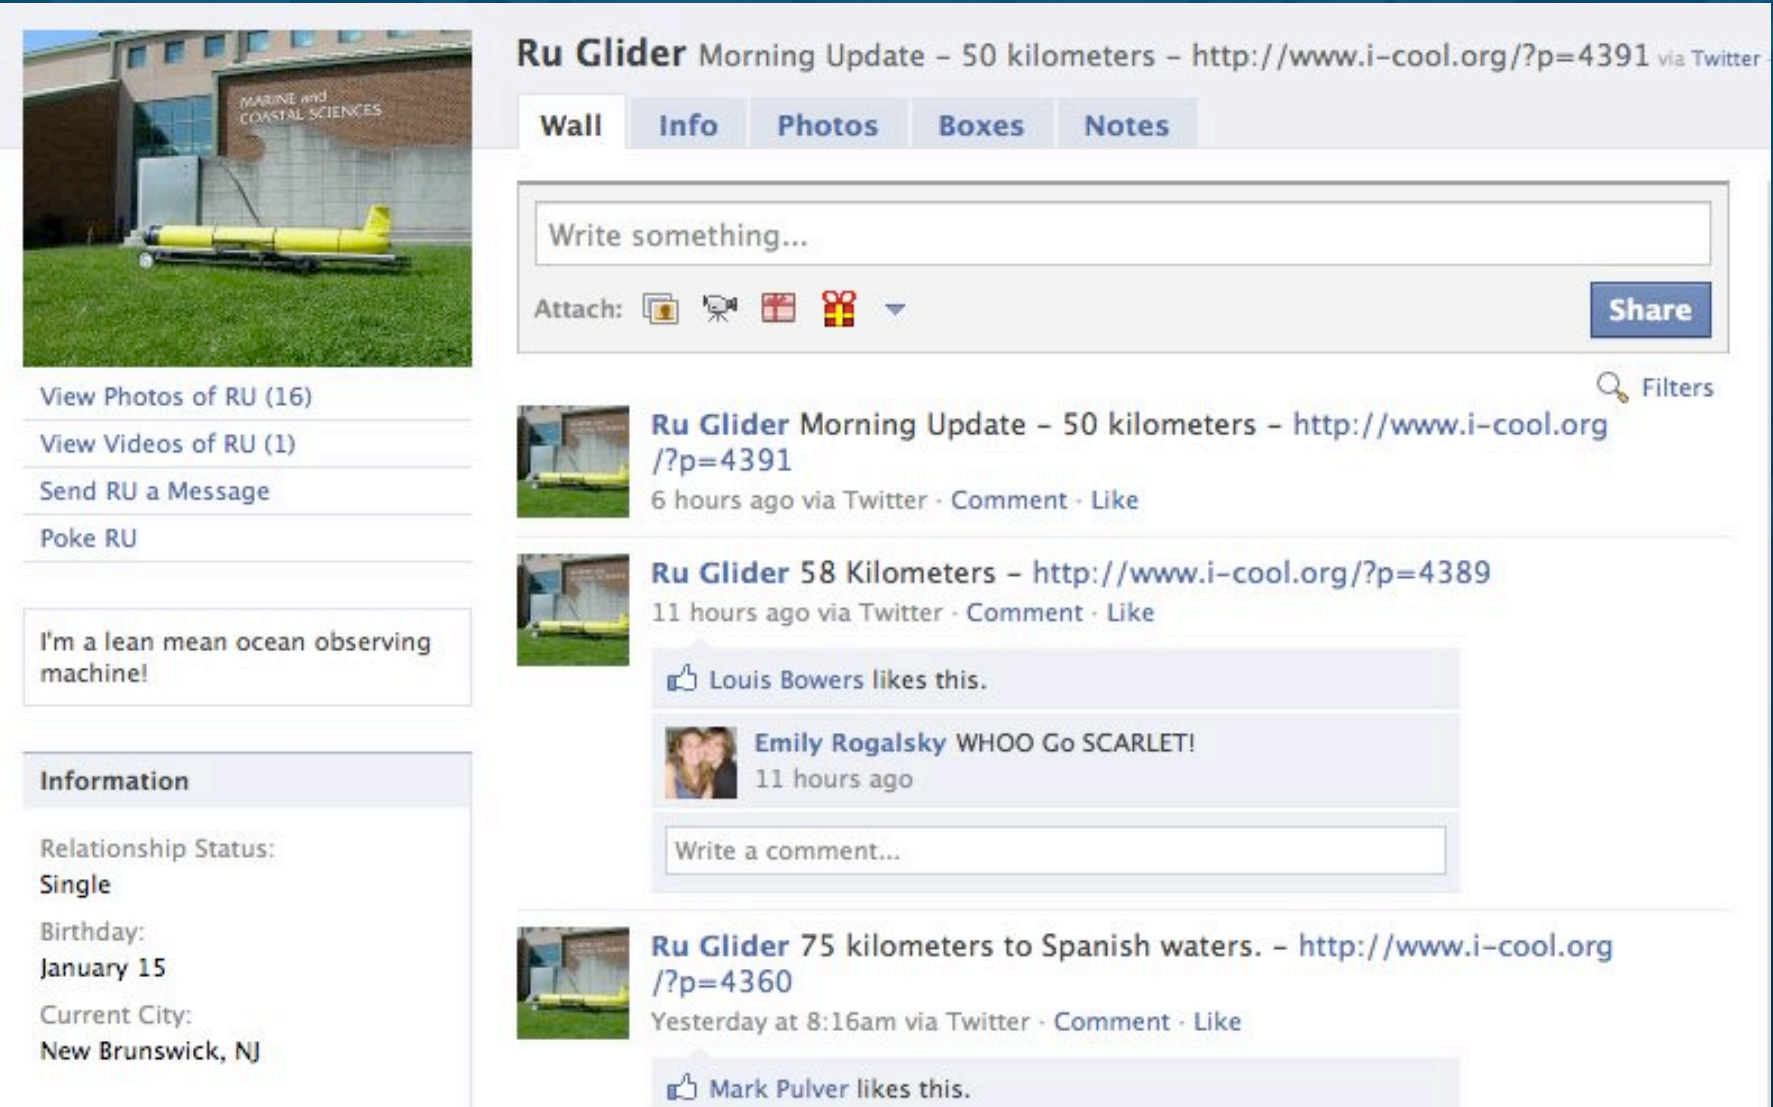 MARINE and
COASTAL SCIENCES
View Photos of RU (16)
View Videos of RU (1)
Send RU a Message
Poke RU
I'm a lean mean ocean observing
machine!
Information
Relationship Status:
Single
Birthday:
January 15
Current City:
New Brunswick, NJ
Ru Glider Morning Update – 50 kilometers – http://www.i-cool.org/?p=4391 via Twitter
Wall Info Photos Boxes Notes
Write something...
Attach: Share
Filters
Ru Glider Morning Update – 50 kilometers – http://www.i-cool.org
/?p=4391
6 hours ago via Twitter · Comment · Like
Ru Glider 58 Kilometers – http://www.i-cool.org/?p=4389
11 hours ago via Twitter · Comment · Like
Louis Bowers likes this.
Emily Rogalsky WHOO Go SCARLET!
11 hours ago
Write a comment...
Ru Glider 75 kilometers to Spanish waters. – http://www.i-cool.org
/?p=4360
Yesterday at 8:16am via Twitter · Comment · Like
Mark Pulver likes this.